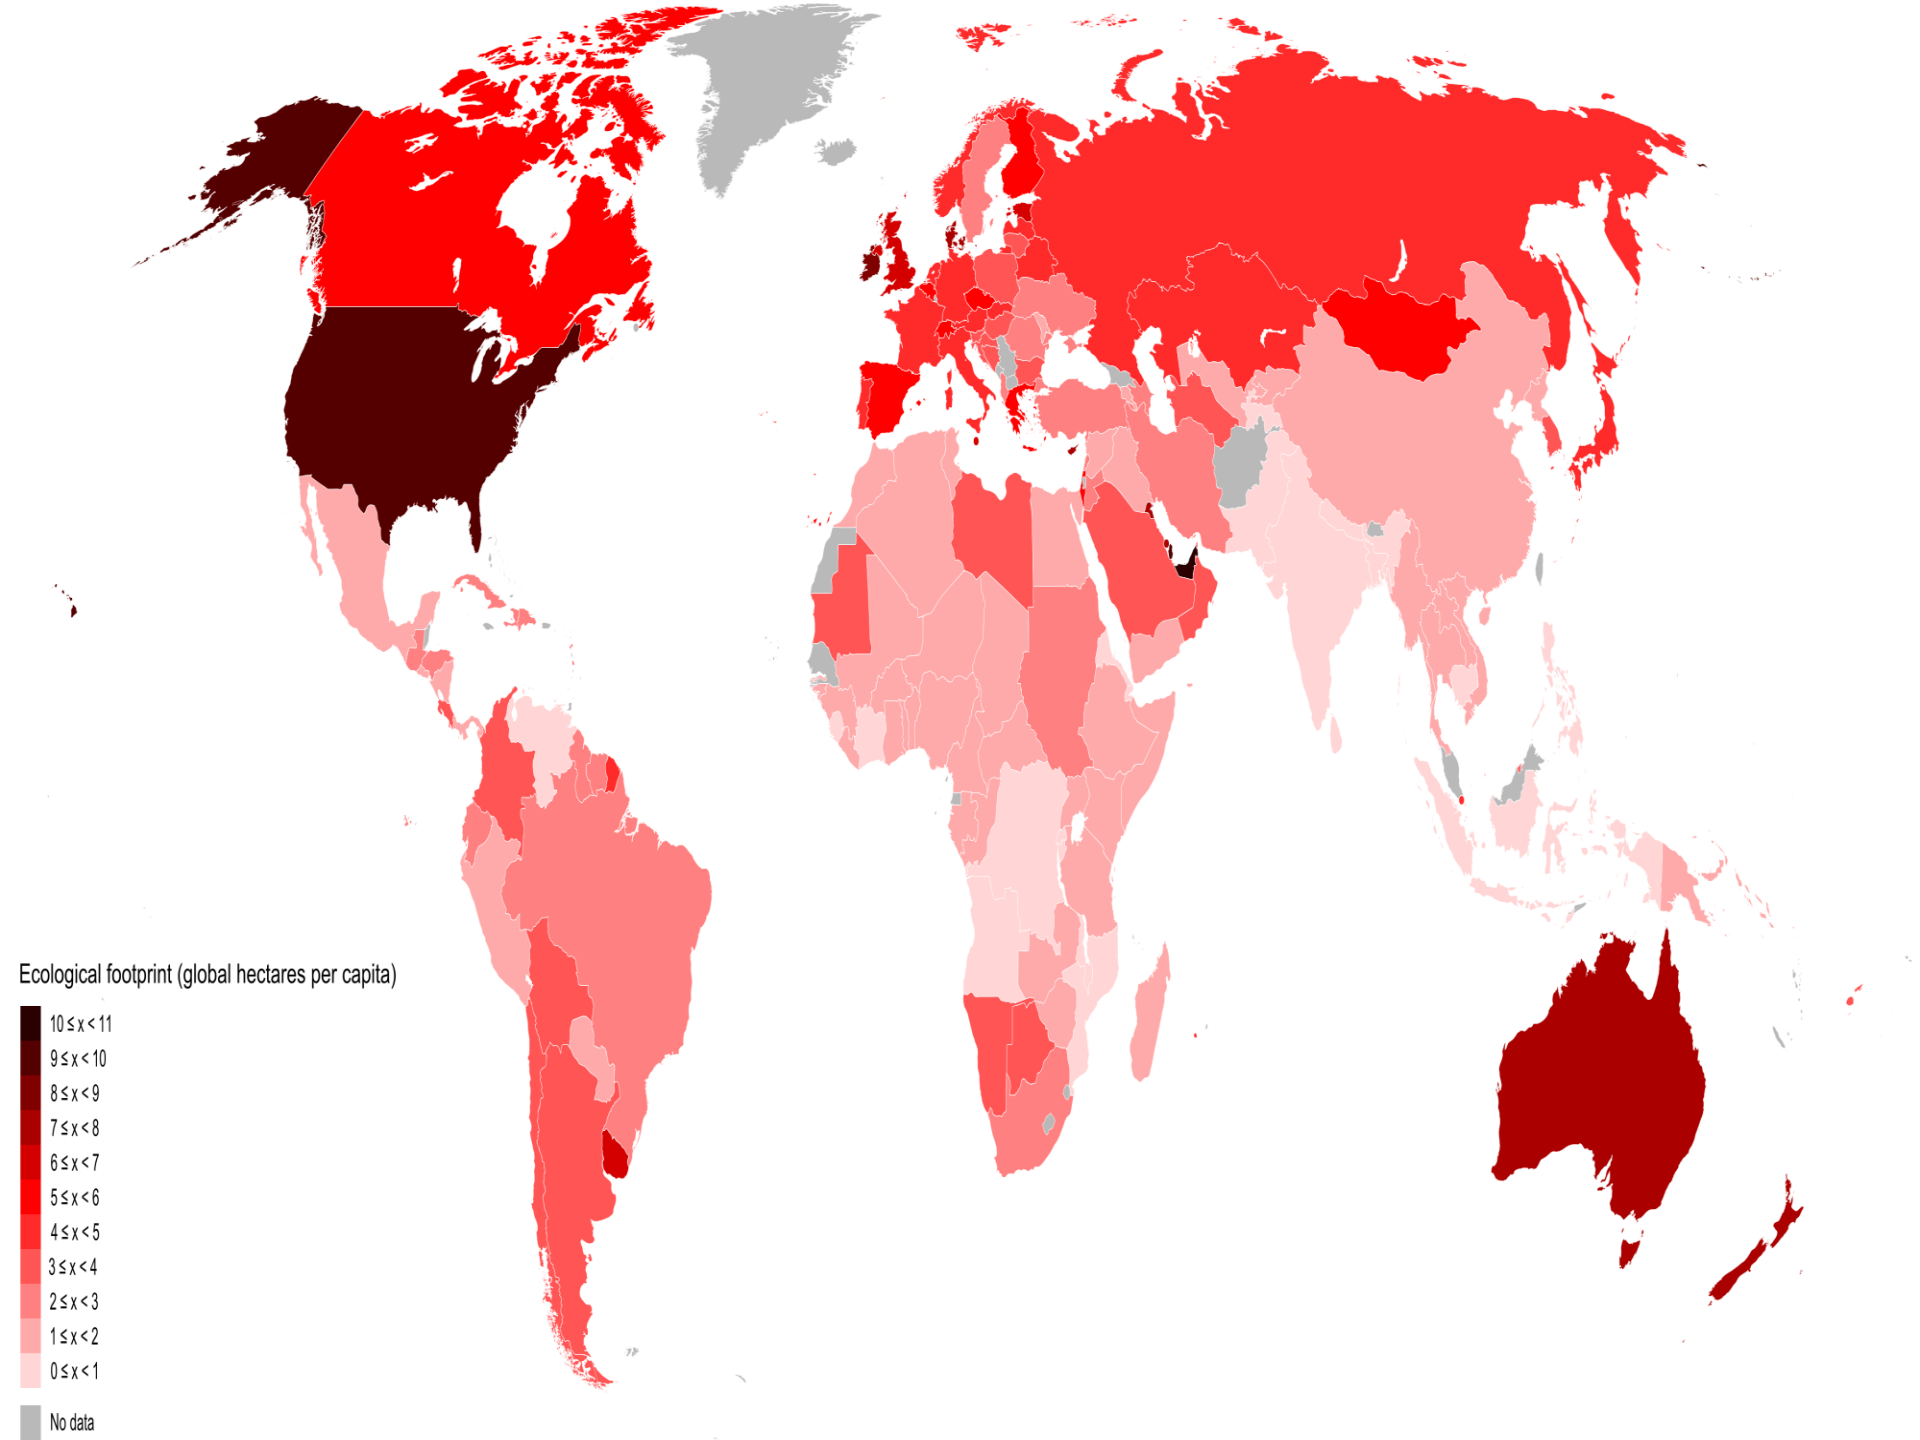 Ecological footprint (global hectares per capita)
10 ≤ x < 11
9 ≤ x < 10
8 ≤ x < 9
7 ≤ x < 8
6 ≤ x < 7
5 ≤ x < 6
4 ≤ x < 5
3 ≤ x < 4
2 ≤ x < 3
1 ≤ x < 2
0 ≤ x < 1
No data